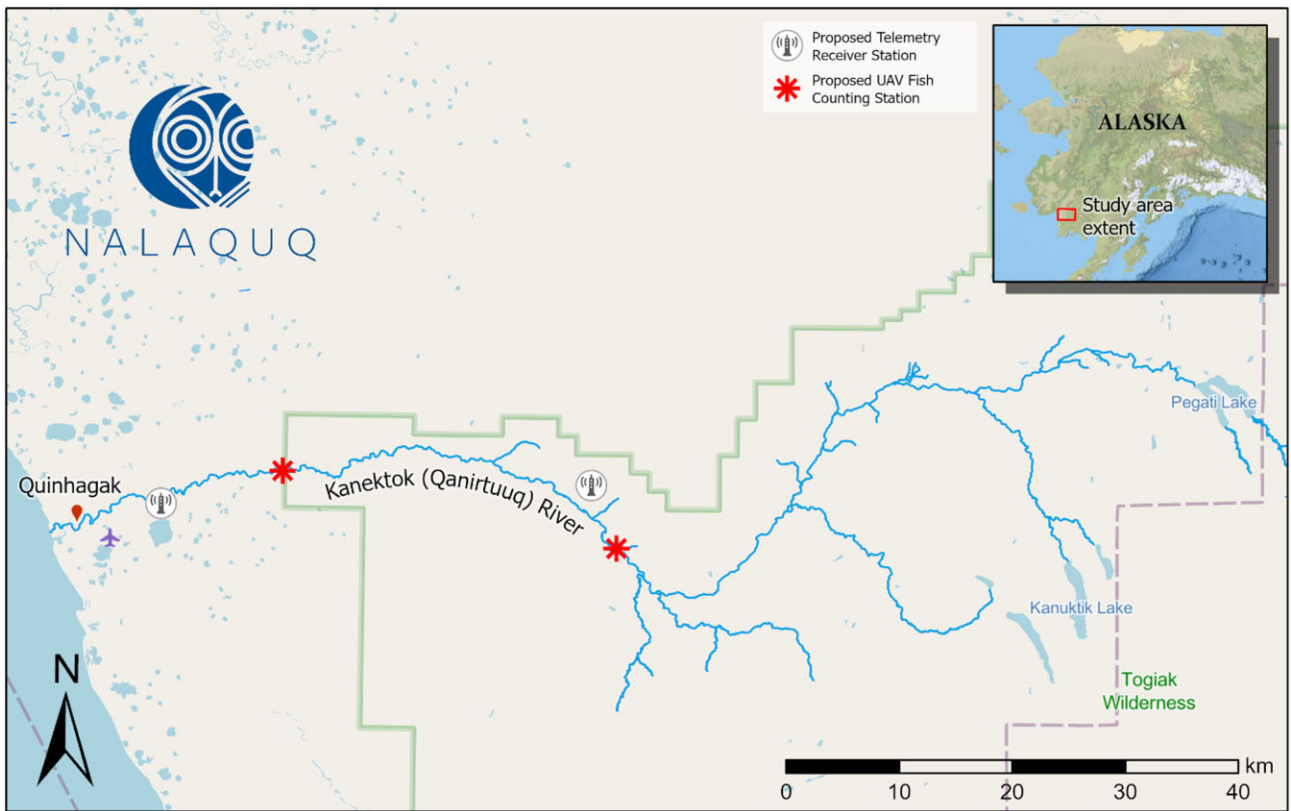 Proposed Telemetry
Receiver Station
Proposed UAV Fish
Counting Station
ALASKA
Study area
extent
NALAQUQ
Pegati Lake
Quinhagak
Kanektok (Qanirtuuq) River
Kanuktik Lake
Togiak
Wilderness
N
km
0 10 20 30 40